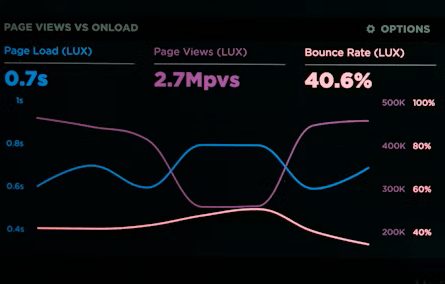 PAGE VIEWS VS ONLOAD
OPTIONS
Page Load (LUX)
Page Views (LUX)
Bounce Rate (LUX)
0.7s
2.7Mpvs
40.6%
1s
500K 100%
0.8s
400K 80%
0.6s
300K 60%
0.4s
200K 40%